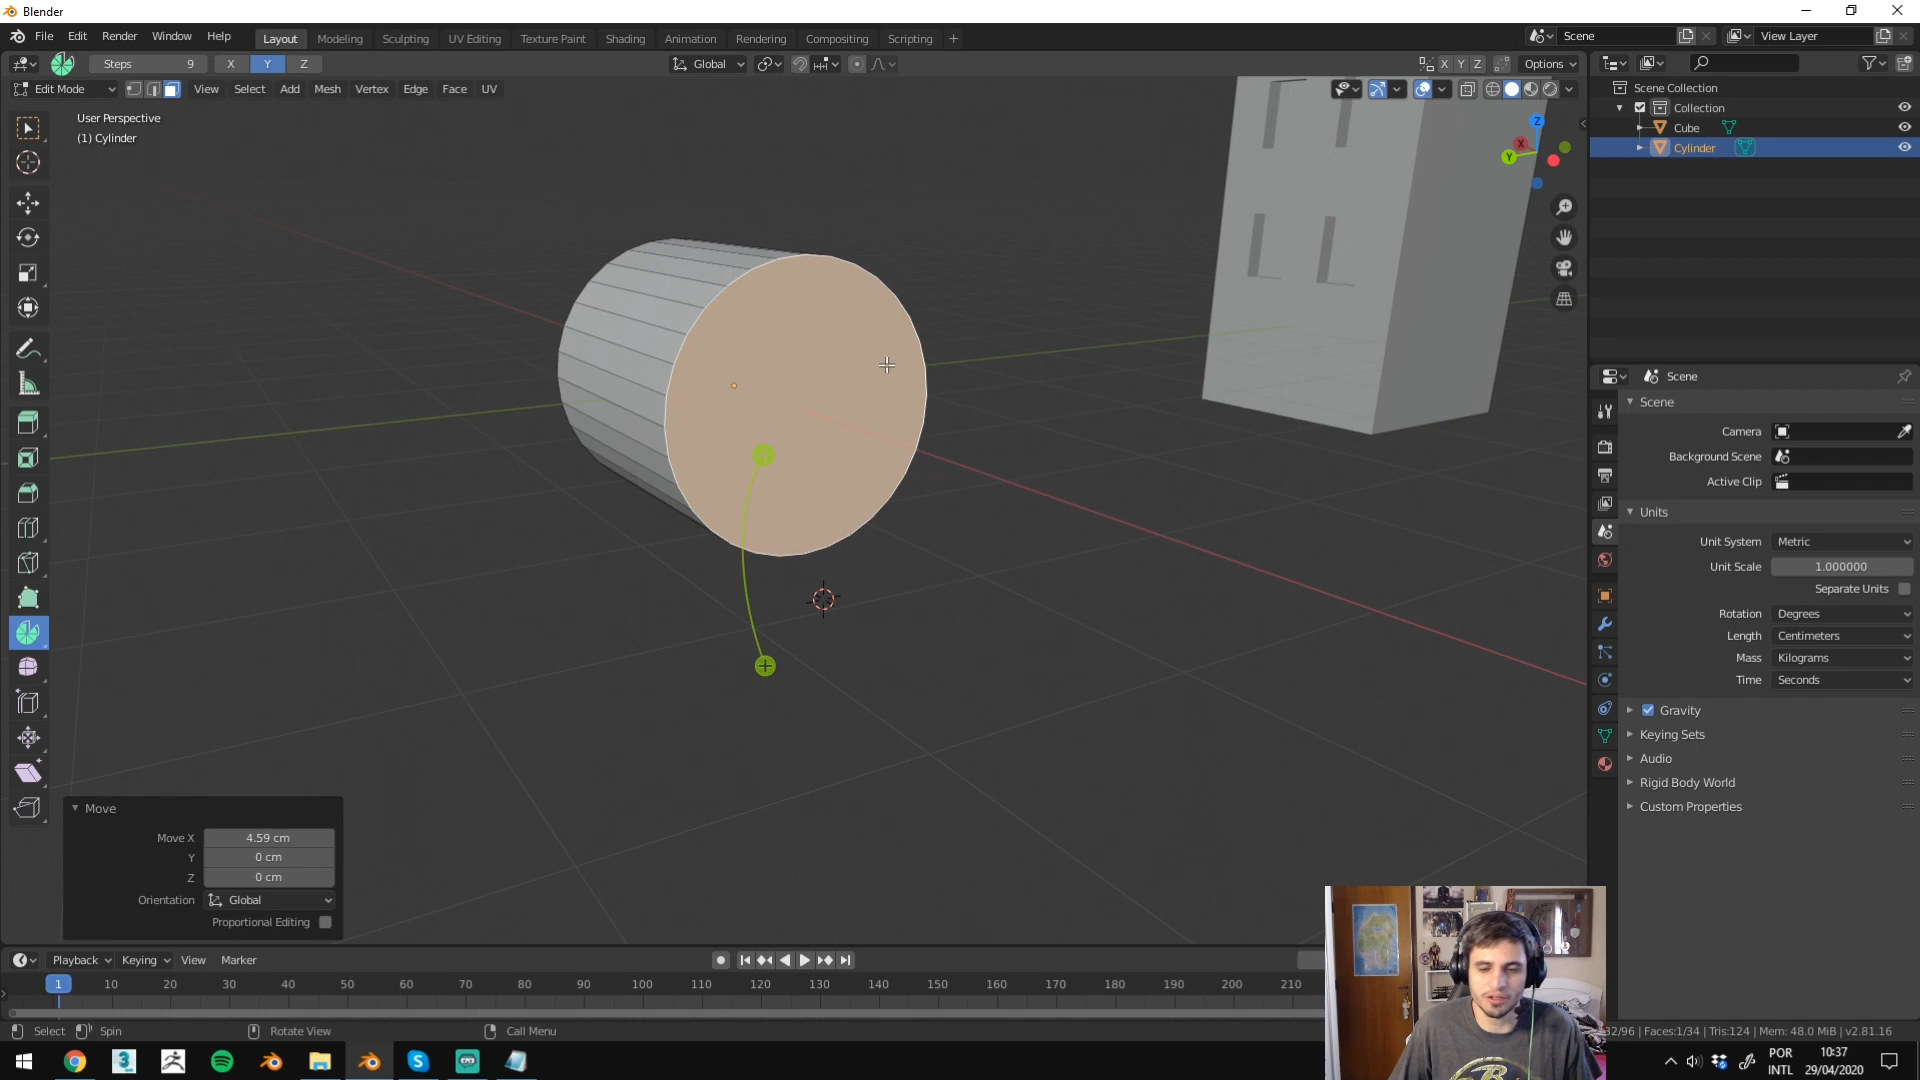 Blender
File Edit Render Window Help
Layout Modeling Sculpting UV Editing Texture Paint Shading Animation Rendering Compositing Scripting +
Scene
View Layer
Steps 9 X Y Z
Global
X Y Z
Options
Edit Mode
View Select Add Mesh Vertex Edge Face UV
User Perspective
(1) Cylinder
Z
X
Y
Scene Collection
Collection
Cube
Cylinder
Scene
Scene
Camera
Background Scene
Active Clip
Units
Unit System Metric
Unit Scale 1.000000
Separate Units
Rotation Degrees
Length Centimeters
Mass Kilograms
Time Seconds
Gravity
Keying Sets
Audio
Rigid Body World
Custom Properties
Move
Move X 4.59 cm
Y 0 cm
Z 0 cm
Orientation Global
Proportional Editing
Playback Keying View Marker
1 10 20 30 40 50 60 70 80 90 100 110 120 130 140 150 160 170 180 190 200 210
Select Spin Rotate View Call Menu
32/96 | Faces:1/34 | Tris:124 | Mem: 48.0 MiB | v2.81.16
POR
INTL
10:37
29/04/2020